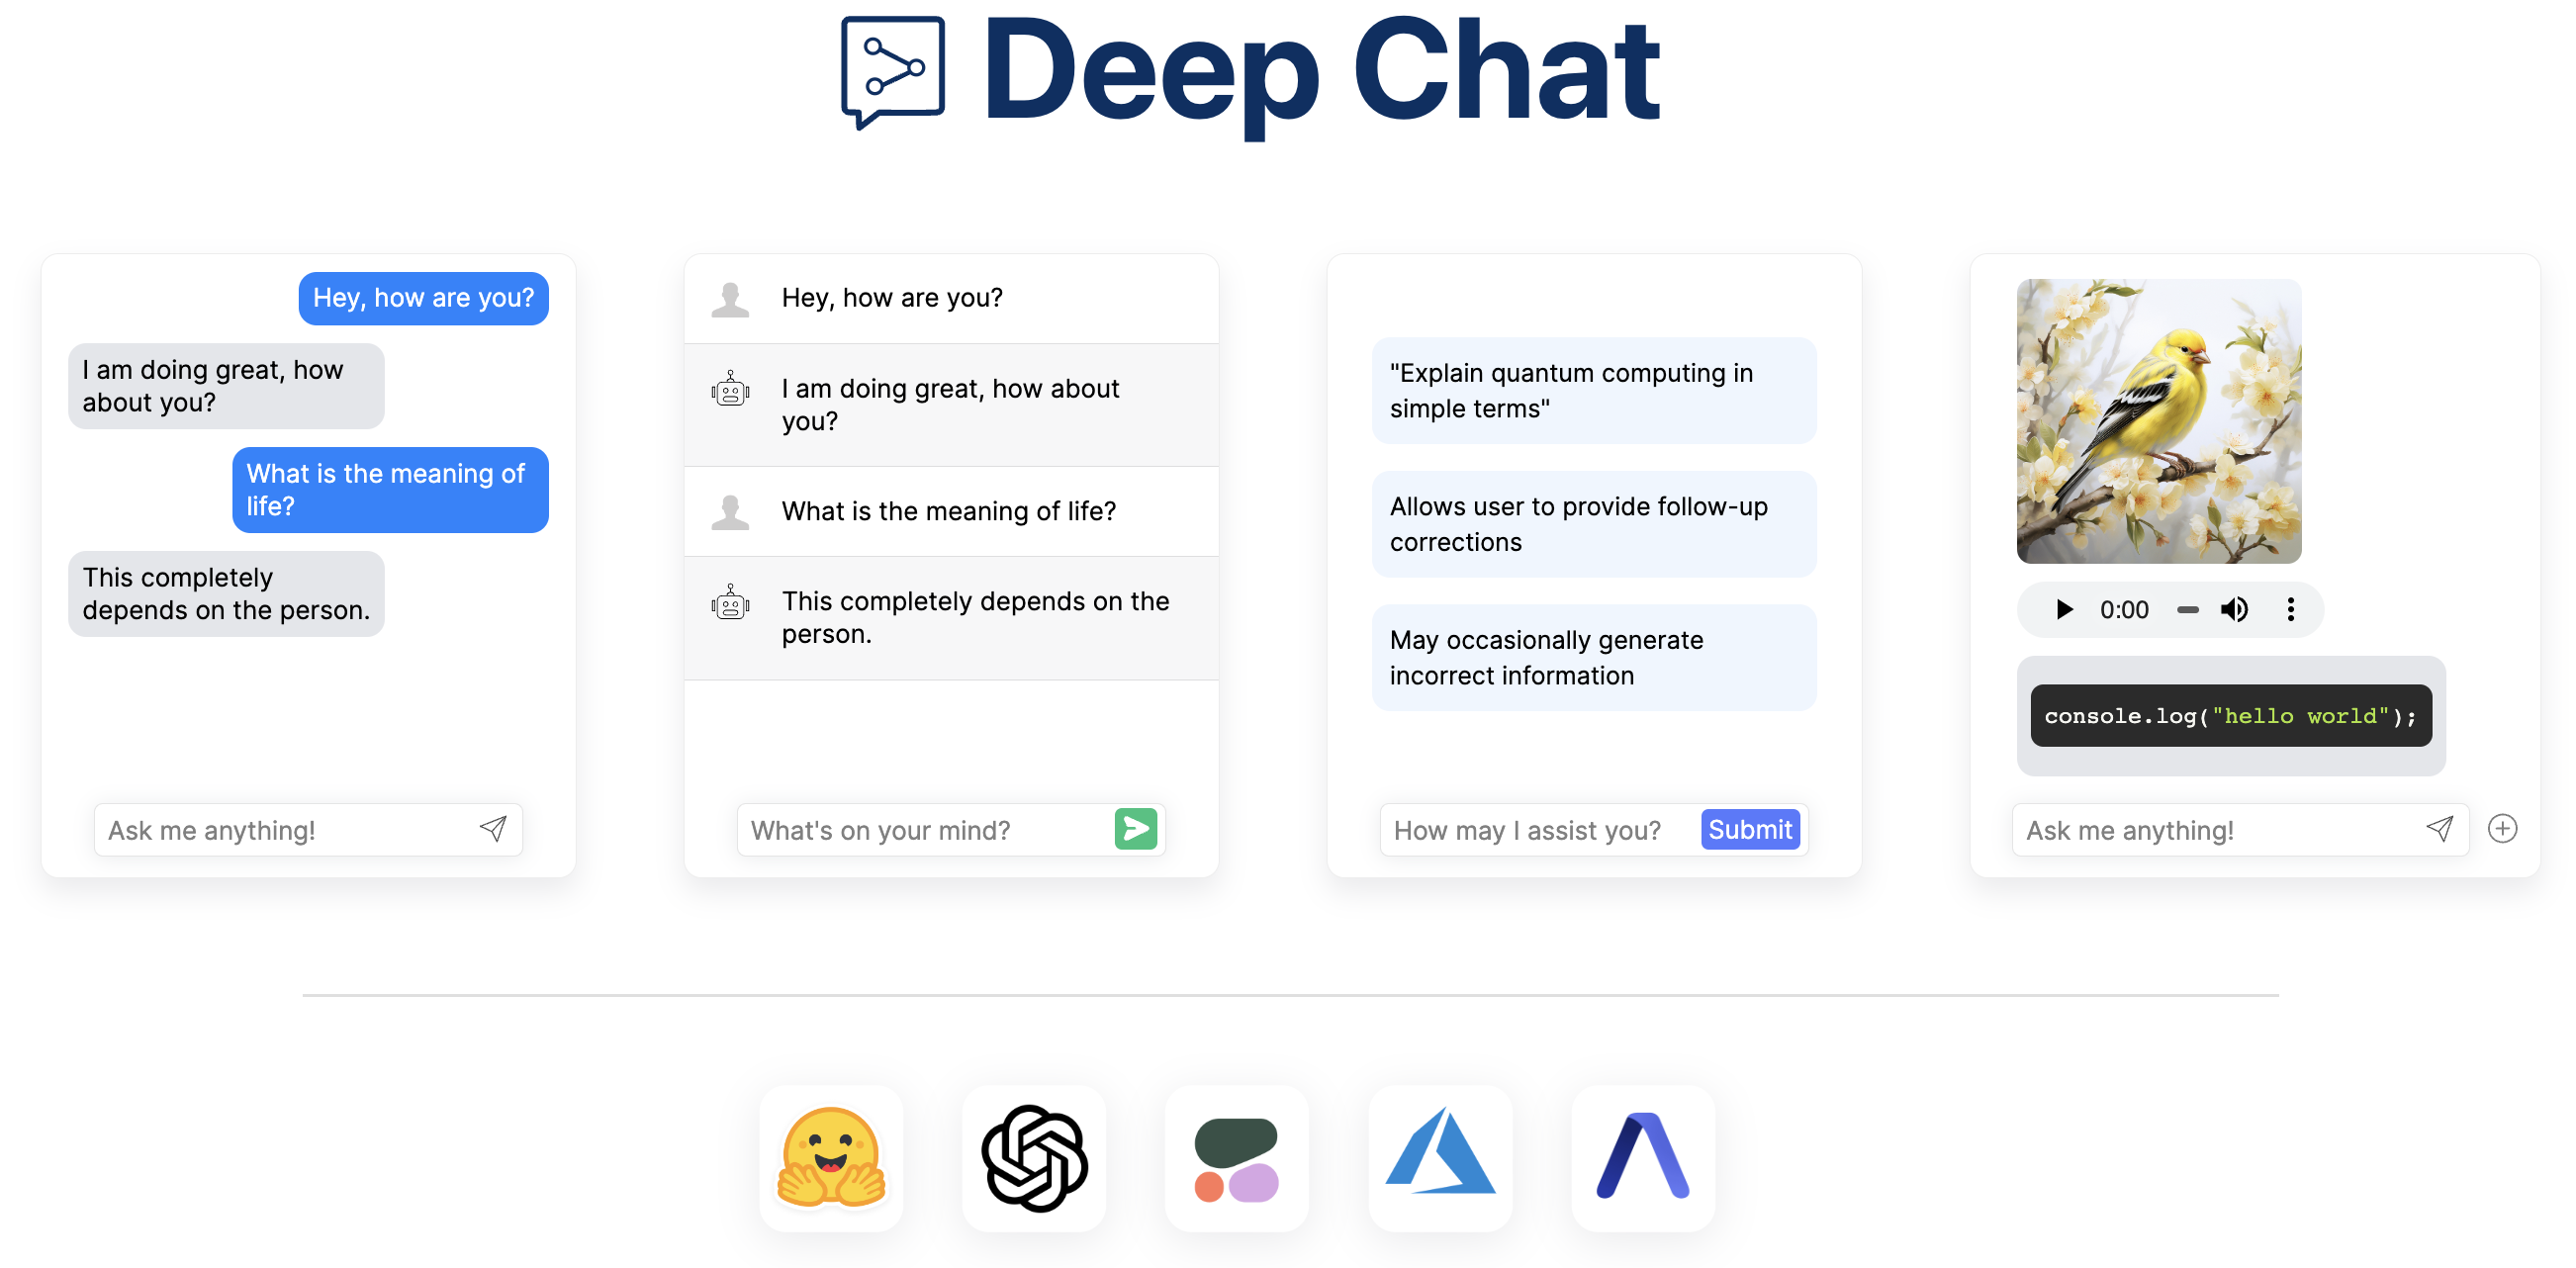 Deep Chat
Hey, how are you?
I am doing great, how
about you?
What is the meaning of
life?
This completely
depends on the person.
Ask me anything!
Hey, how are you?
I am doing great, how about
you?
What is the meaning of life?
This completely depends on the
person.
What's on your mind?
"Explain quantum computing in
simple terms"
Allows user to provide follow-up
corrections
May occasionally generate
incorrect information
How may I assist you?
Submit
0:00
console.log("hello world");
Ask me anything!